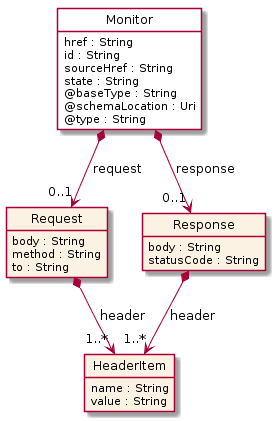 Monitor
href : String
id : String
sourceHref : String
state : String
@baseType : String
@schemaLocation : Uri
@type : String
request
response
0..1
0..1
Request
body : String
method : String
to : String
Response
body : String
statusCode : String
header
header
1..*
1..*
HeaderItem
name : String
value : String